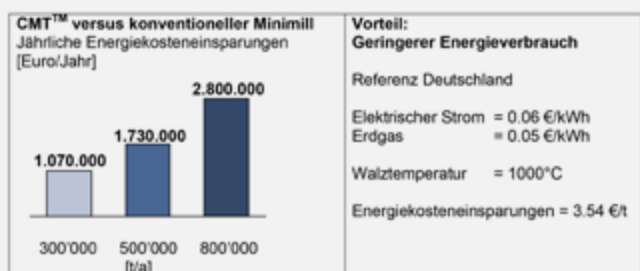 CMT™ versus konventioneller Minimill
Jährliche Energiekosteneinsparungen
[Euro/Jahr]
2.800.000
1.730.000
1.070.000
300'000 500'000 800'000
[t/a]
Vorteil:
Geringerer Energieverbrauch
Referenz Deutschland
Elektrischer Strom = 0.06 €/kWh
Erdgas = 0.05 €/kWh
Walztemperatur = 1000°C
Energiekosteneinsparungen = 3.54 €/t